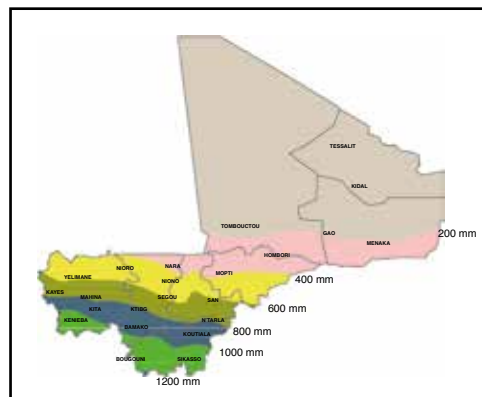 TESSALIT
KIDAL
TOMBOUCTOU
GAO
200 mm
MENAKA
HOMBORI
NIORO
NARA
MOPTI
400 mm
YELIMANE
NIONO
KAYES
MAHINA
SEGOU
SAN
600 mm
KITA
KTIBG
KENIEBA
N'TARLA
BAMAKO
KOUTIALA
800 mm
1000 mm
BOUGOUNI
SIKASSO
1200 mm